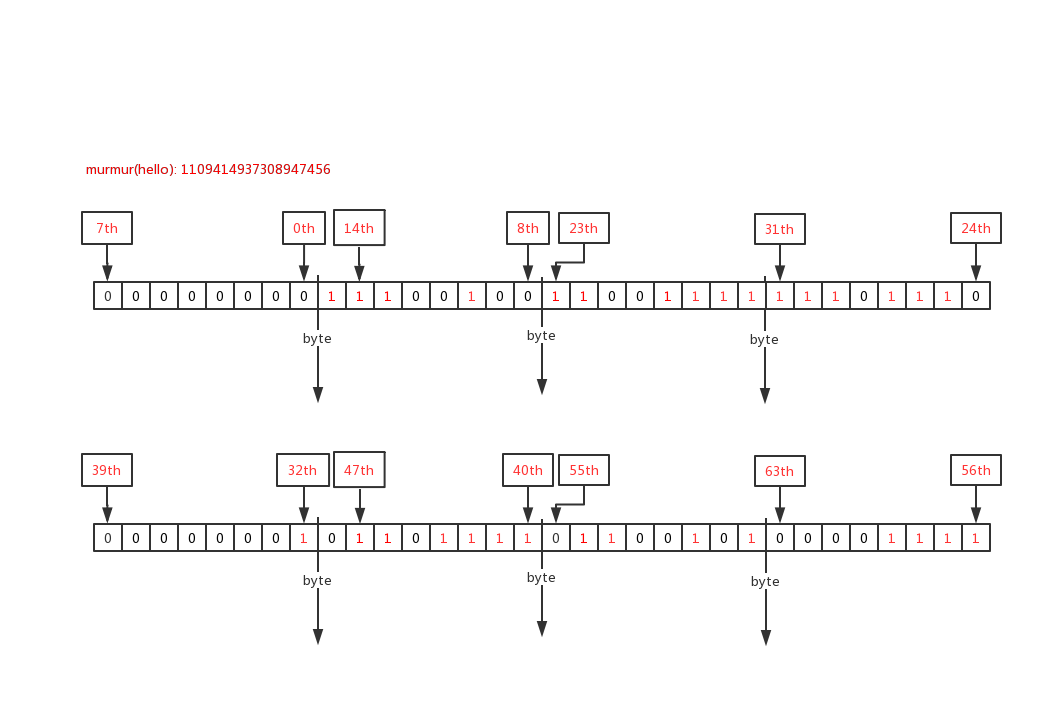 murmur(hello): 1109414937308947456
7th 0th 14th 8th 23th 31th 24th
0 0 0 0 0 0 0 0 1 1 1 0 0 1 0 0 1 1 0 0 1 1 1 1 1 1 1 0 1 1 1 0
byte byte byte
39th 32th 47th 40th 55th 63th 56th
0 0 0 0 0 0 0 1 0 1 1 0 1 1 1 1 0 1 1 0 0 1 0 1 0 0 0 0 1 1 1 1
byte byte byte